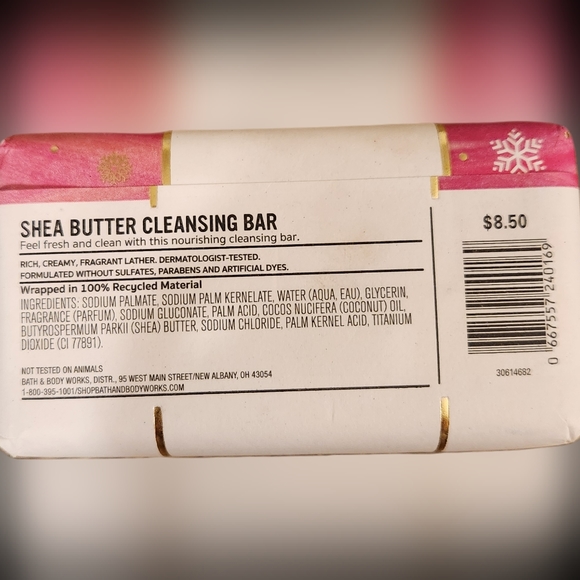 SHEA BUTTER CLEANSING BAR
Feel fresh and clean with this nourishing cleansing bar.
RICH, CREAMY, FRAGRANT LATHER. DERMATOLOGIST-TESTED.
FORMULATED WITHOUT SULFATES, PARABENS AND ARTIFICIAL DYES.
Wrapped in 100% Recycled Material
INGREDIENTS: SODIUM PALMATE, SODIUM PALM KERNELATE, WATER (AQUA, EAU), GLYCERIN,
FRAGRANCE (PARFUM), SODIUM GLUCONATE, PALM ACID, COCOS NUCIFERA (COCONUT) OIL,
BUTYROSPERMUM PARKII (SHEA) BUTTER, SODIUM CHLORIDE, PALM KERNEL ACID, TITANIUM
DIOXIDE (CI 77891).
NOT TESTED ON ANIMALS
BATH & BODY WORKS, DISTR., 95 WEST MAIN STREET/NEW ALBANY, OH 43054
1-800-395-1001/SHOPBATHANDBODYWORKS.COM
$8.50
0 667557 240169
30614682